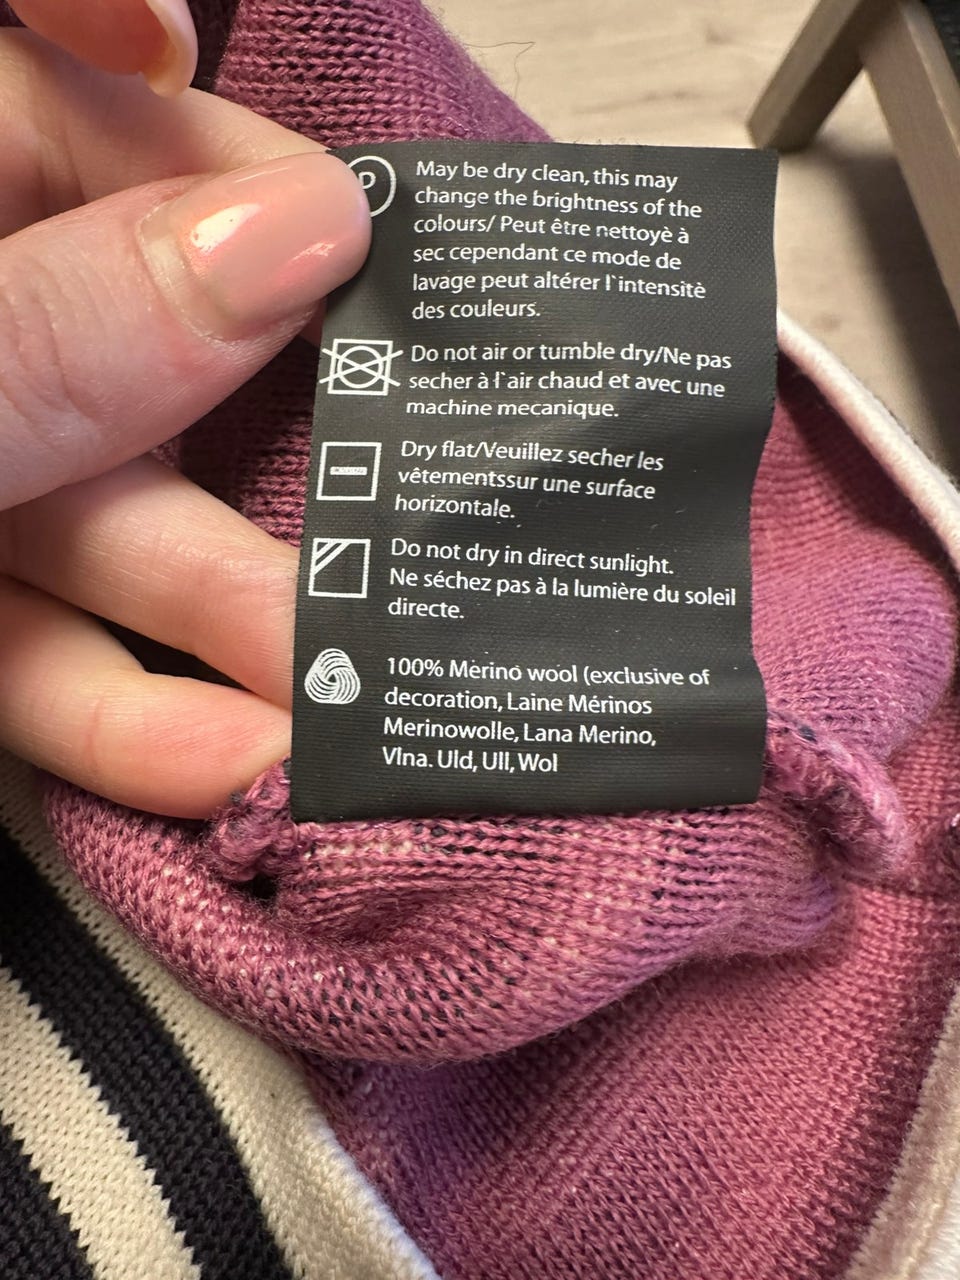 P
May be dry clean, this may
change the brightness of the
colours/ Peut être nettoyè à
sec cependant ce mode de
lavage peut altérer l`intensitè
des couleurs.
Do not air or tumble dry/Ne pas
secher à l`air chaud et avec une
machine mecanique.
Dry flat/Veuillez secher les
vêtementssur une surface
horizontale.
Do not dry in direct sunlight.
Ne séchez pas à la lumière du soleil
directe.
100% Merino wool (exclusive of
decoration, Laine Mérinos
Merinowolle, Lana Merino,
Vlna. Uld, Ull, Wol